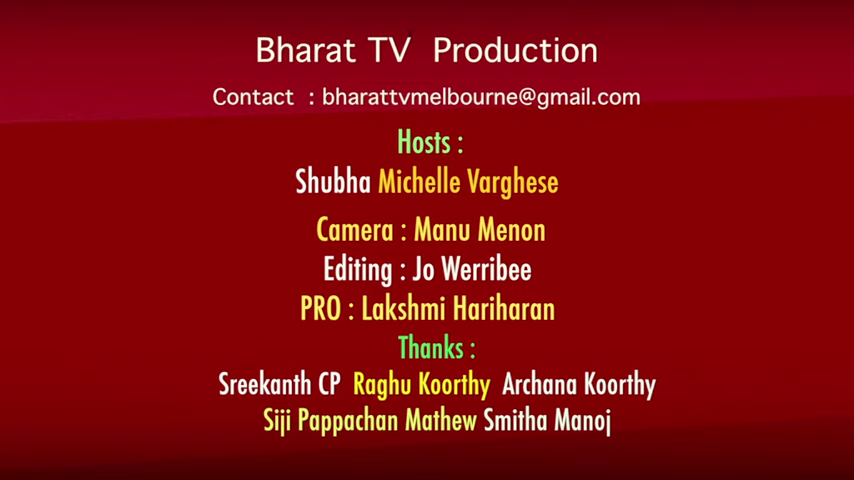 Bharat TV Production
Contact : bharattvmelbourne@gmail.com
Hosts :
Shubha Michelle Varghese
Camera : Manu Menon
Editing : Jo Werribee
PRO : Lakshmi Hariharan
Thanks :
Sreekanth CP Raghu Koorthy Archana Koorthy
Siji Pappachan Mathew Smitha Manoj